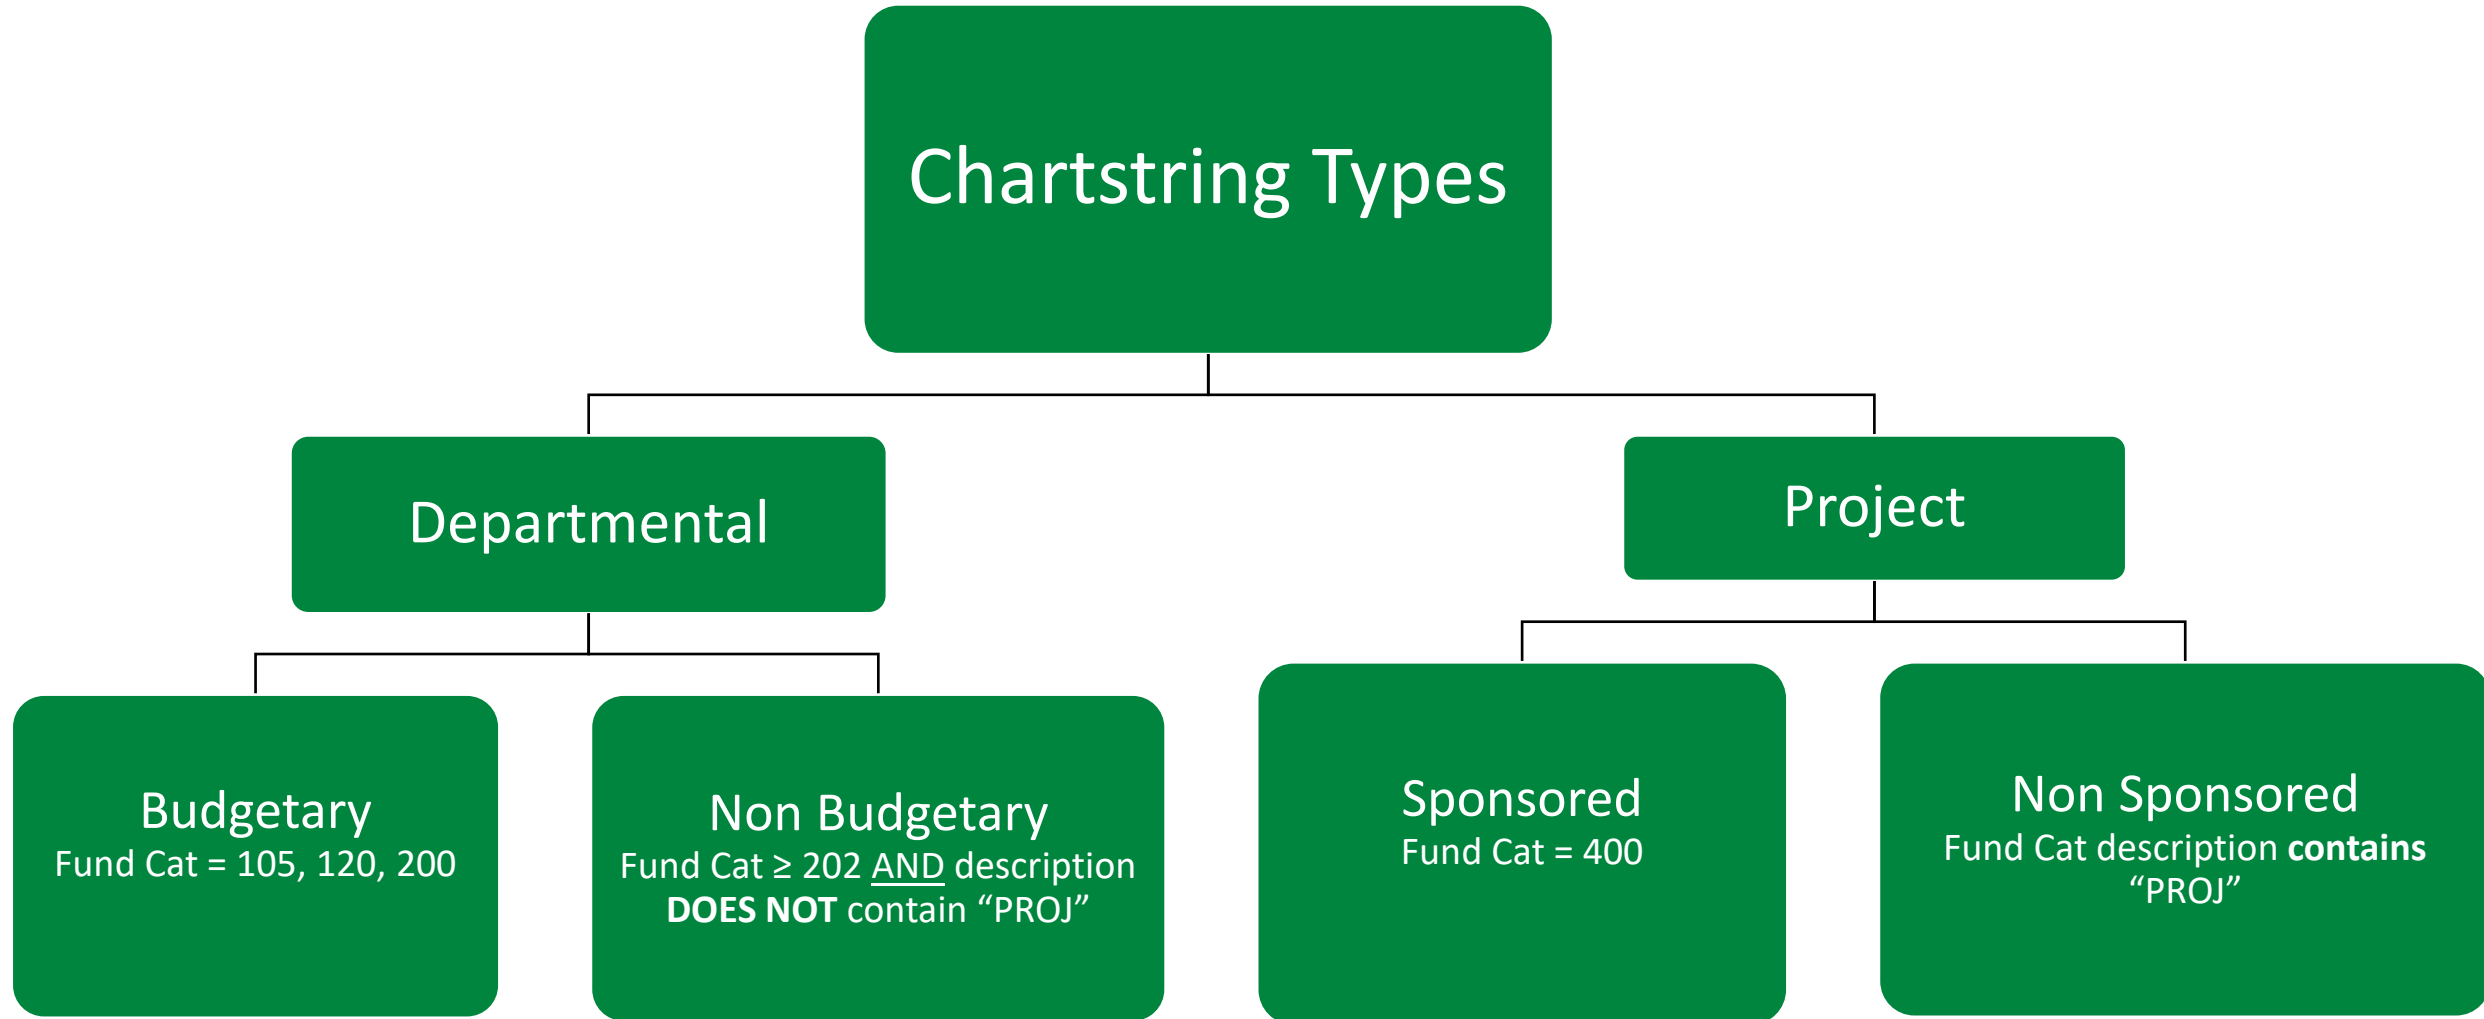 Chartstring Types
Departmental
Project
Budgetary
Fund Cat = 105, 120, 200
Non Budgetary
Fund Cat ≥ 202 AND description
DOES NOT contain “PROJ”
Sponsored
Fund Cat = 400
Non Sponsored
Fund Cat description contains
“PROJ”